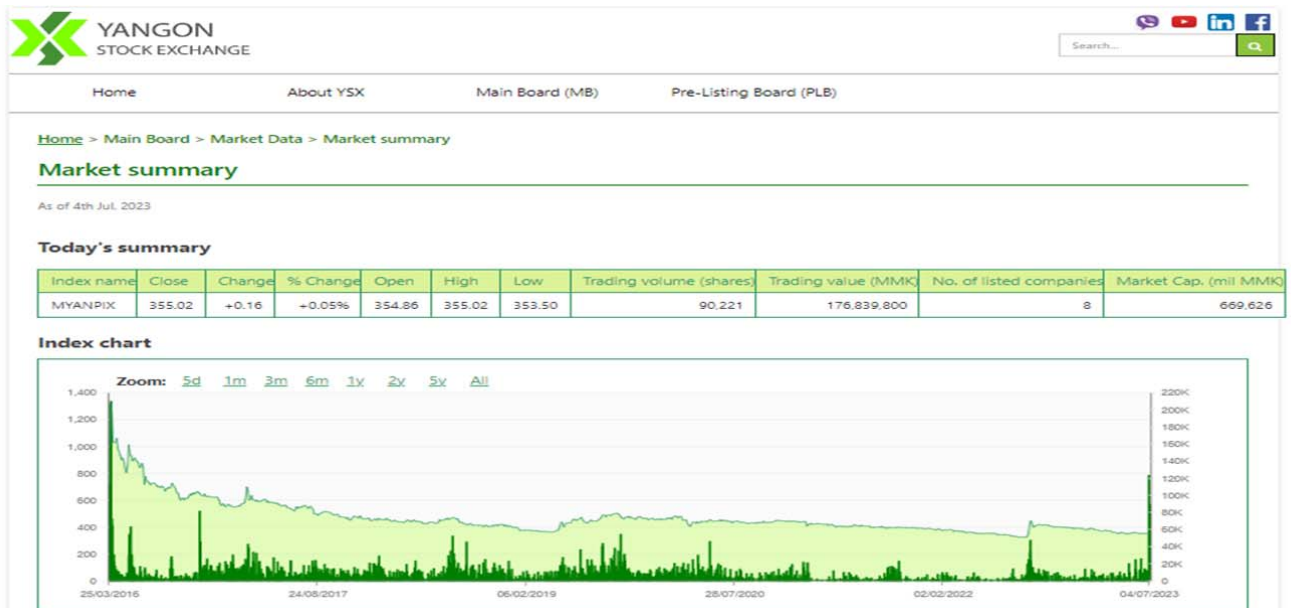 YANGON
STOCK EXCHANGE
Search...
Home About YSX Main Board (MB) Pre-Listing Board (PLB)
Home > Main Board > Market Data > Market summary
Market summary
As of 4th Jul. 2023
Today's summary
Index name Close Change % Change Open High Low Trading volume (shares) Trading value (MMK) No. of listed companies Market Cap. (mil MMK)
MYANPIX 355.02 +0.16 +0.05% 354.86 355.02 353.50 90,221 176,839,800 8 669,626
Index chart
Zoom: 5d 1m 3m 6m 1y 2y 5y All
1,400 220K
200K
1,200
180K
1,000 160K
140K
800
120K
600 100K
80K
400
60K
200 40K
20K
0 0
25/03/2016 24/08/2017 06/02/2019 28/07/2020 02/02/2022 04/07/2023